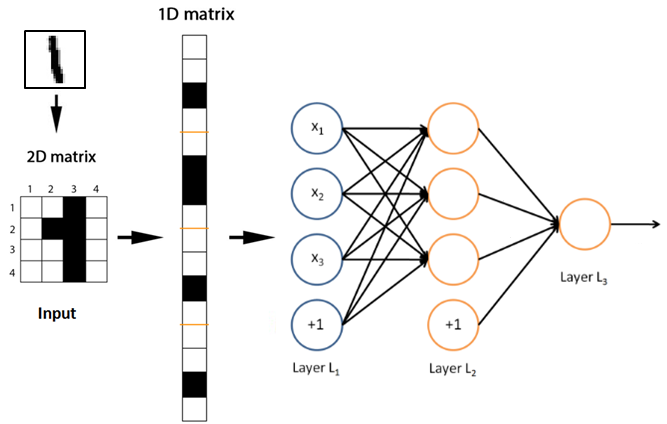 1D matrix
2D matrix
1 2 3 4
1
2
3
4
Input
x1
x2
x3
+1
Layer L1
+1
Layer L2
Layer L3